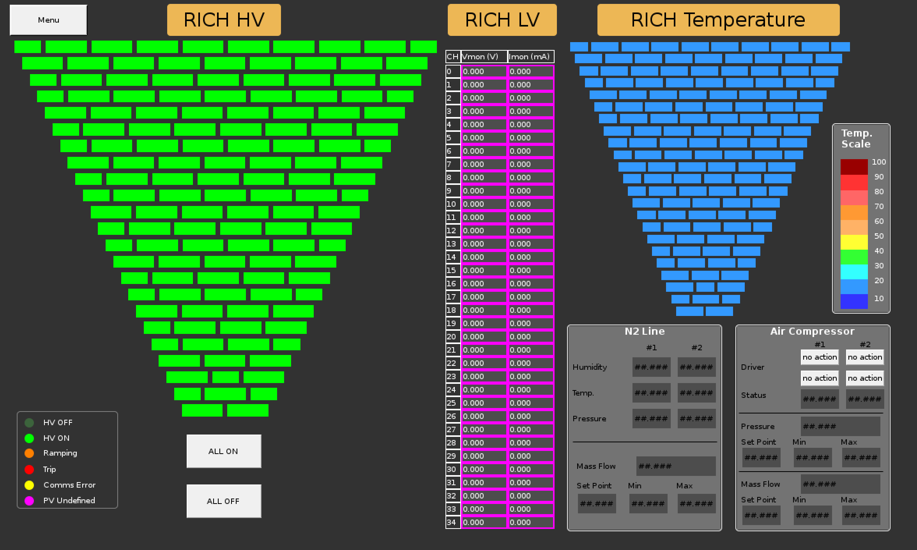 Menu
RICH HV
RICH LV
RICH Temperature
CH Vmon (V) Imon (mA)
0 0.000 0.000
1 0.000 0.000
2 0.000 0.000
3 0.000 0.000
4 0.000 0.000
5 0.000 0.000
6 0.000 0.000
7 0.000 0.000
8 0.000 0.000
9 0.000 0.000
10 0.000 0.000
11 0.000 0.000
12 0.000 0.000
13 0.000 0.000
14 0.000 0.000
15 0.000 0.000
16 0.000 0.000
17 0.000 0.000
18 0.000 0.000
19 0.000 0.000
20 0.000 0.000
21 0.000 0.000
22 0.000 0.000
23 0.000 0.000
24 0.000 0.000
25 0.000 0.000
26 0.000 0.000
27 0.000 0.000
28 0.000 0.000
29 0.000 0.000
30 0.000 0.000
31 0.000 0.000
32 0.000 0.000
33 0.000 0.000
34 0.000 0.000
Temp.
Scale
100
90
80
70
60
50
40
30
20
10
HV OFF
HV ON
Ramping
Trip
Comms Error
PV Undefined
ALL ON
ALL OFF
N2 Line
#1 #2
Humidity ##.### ##.###
Temp. ##.### ##.###
Pressure ##.### ##.###
Mass Flow ##.###
Set Point Min Max
##.### ##.### ##.###
Air Compressor
#1 #2
Driver no action no action
no action no action
Status ##.### ##.###
Pressure ##.###
Set Point Min Max
##.### ##.### ##.###
Mass Flow ##.###
Set Point Min Max
##.### ##.### ##.###